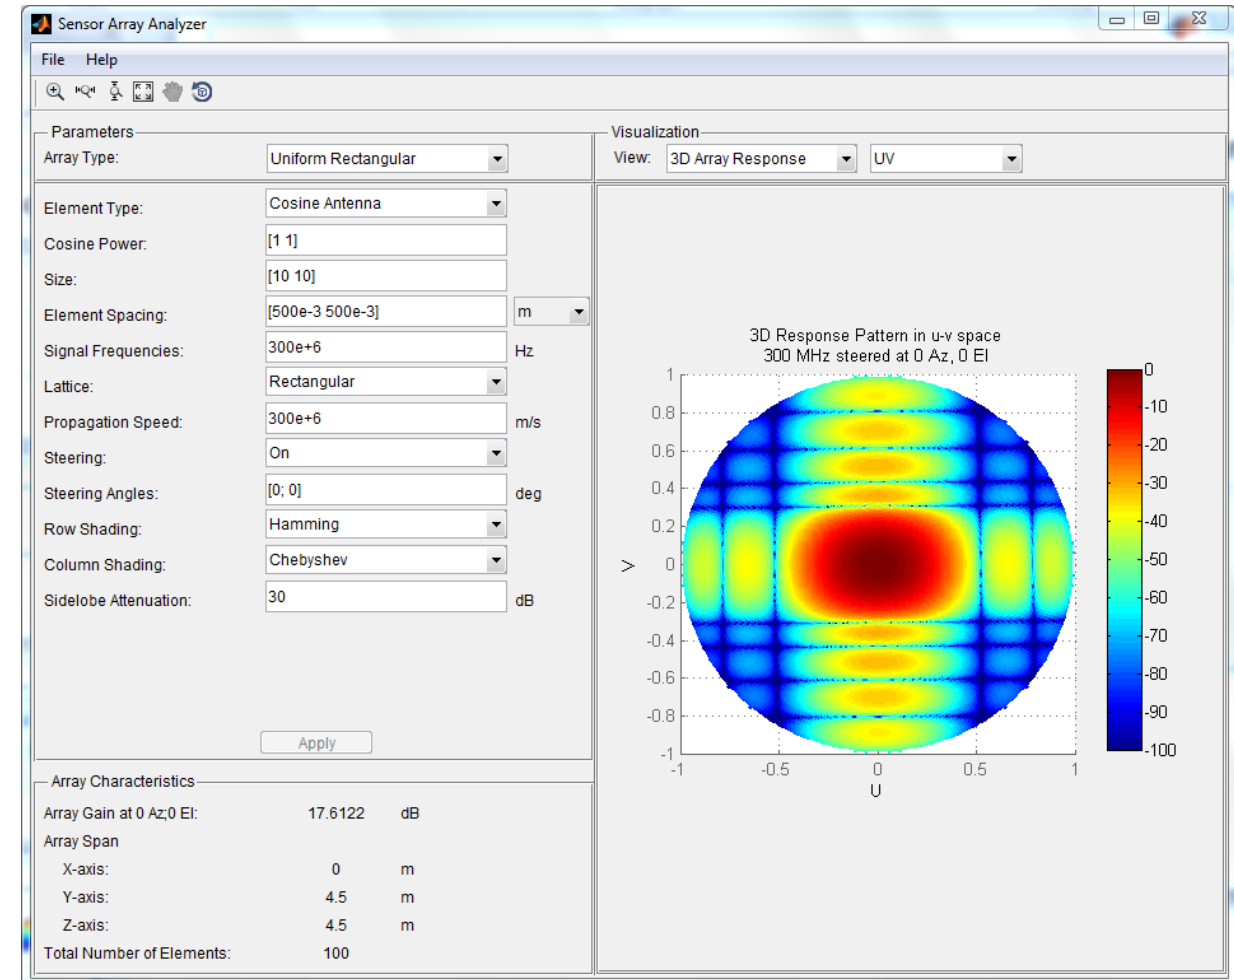 Sensor Array Analyzer
File Help
Parameters
Array Type: Uniform Rectangular
Element Type: Cosine Antenna
Cosine Power: [1 1]
Size: [10 10]
Element Spacing: [500e-3 500e-3] m
Signal Frequencies: 300e+6 Hz
Lattice: Rectangular
Propagation Speed: 300e+6 m/s
Steering: On
Steering Angles: [0; 0] deg
Row Shading: Hamming
Column Shading: Chebyshev
Sidelobe Attenuation: 30 dB
Apply
Array Characteristics
Array Gain at 0 Az;0 El: 17.6122 dB
Array Span
X-axis: 0 m
Y-axis: 4.5 m
Z-axis: 4.5 m
Total Number of Elements: 100
Visualization
View: 3D Array Response UV
3D Response Pattern in u-v space
300 MHz steered at 0 Az, 0 El
1
0.8
0.6
0.4
0.2
0
-0.2
-0.4
-0.6
-0.8
-1
V
-1 -0.5 0 0.5 1
U
0
-10
-20
-30
-40
-50
-60
-70
-80
-90
-100